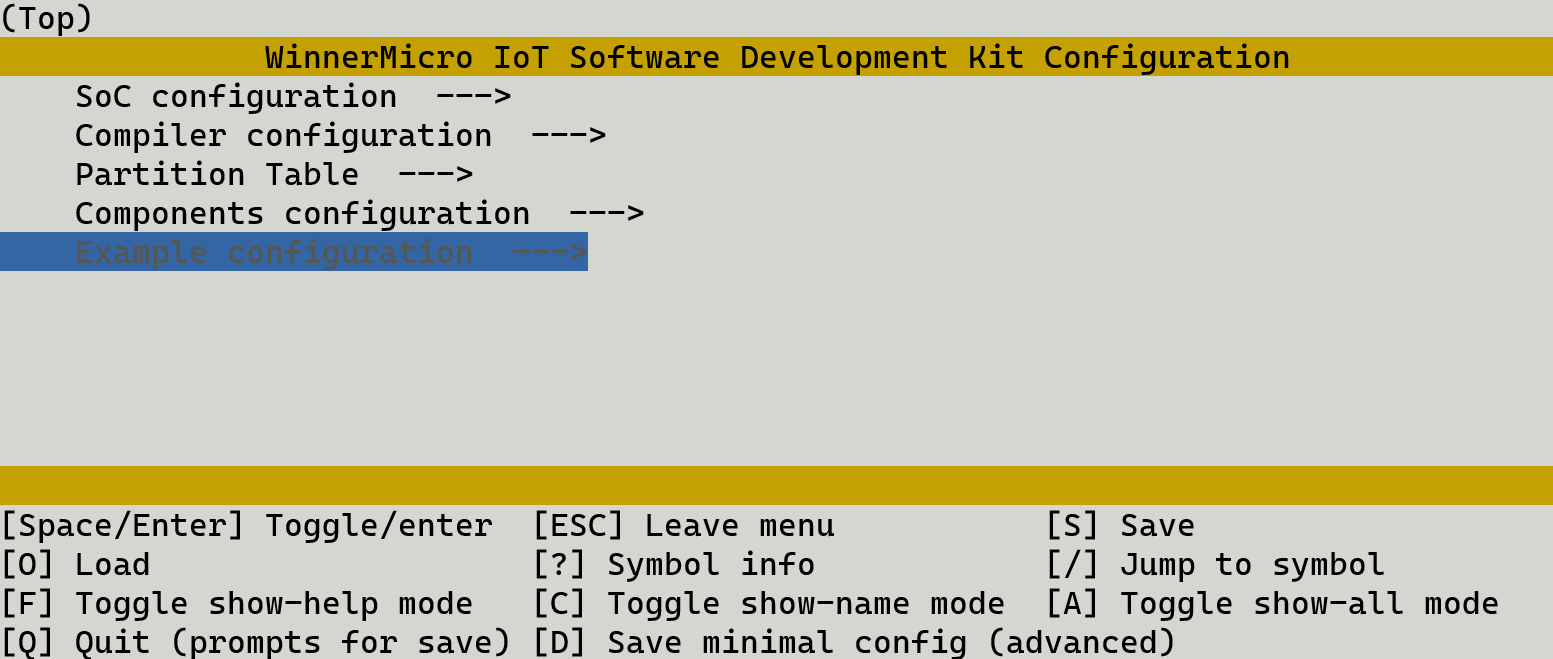 (Top)
WinnerMicro IoT Software Development Kit Configuration
SoC configuration  --->
Compiler configuration  --->
Partition Table  --->
Components configuration  --->
Example configuration  --->
[Space/Enter] Toggle/enter  [ESC] Leave menu           [S] Save
[O] Load                    [?] Symbol info            [/] Jump to symbol
[F] Toggle show-help mode   [C] Toggle show-name mode  [A] Toggle show-all mode
[Q] Quit (prompts for save) [D] Save minimal config (advanced)